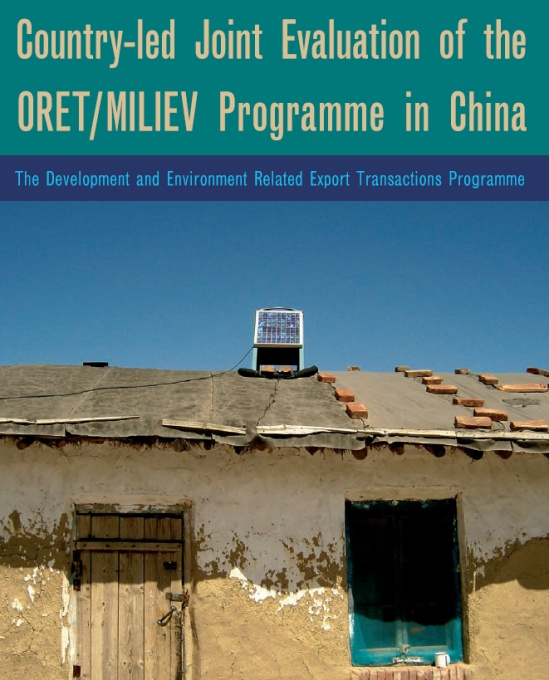 Country-led Joint Evaluation of the
ORET/MILIEV Programme in China
The Development and Environment Related Export Transactions Programme